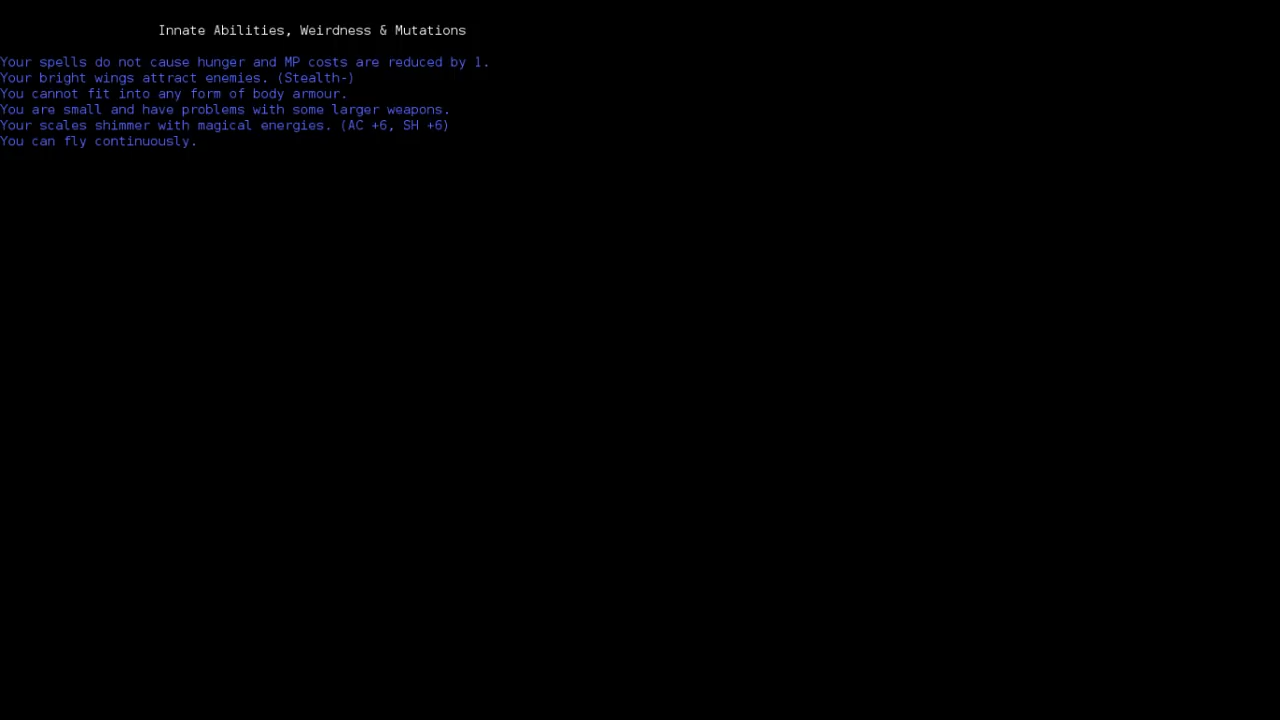 Innate Abilities, Weirdness & Mutations
Your spells do not cause hunger and MP costs are reduced by 1.
Your bright wings attract enemies. (Stealth-)
You cannot fit into any form of body armour.
You are small and have problems with some larger weapons.
Your scales shimmer with magical energies. (AC +6, SH +6)
You can fly continuously.